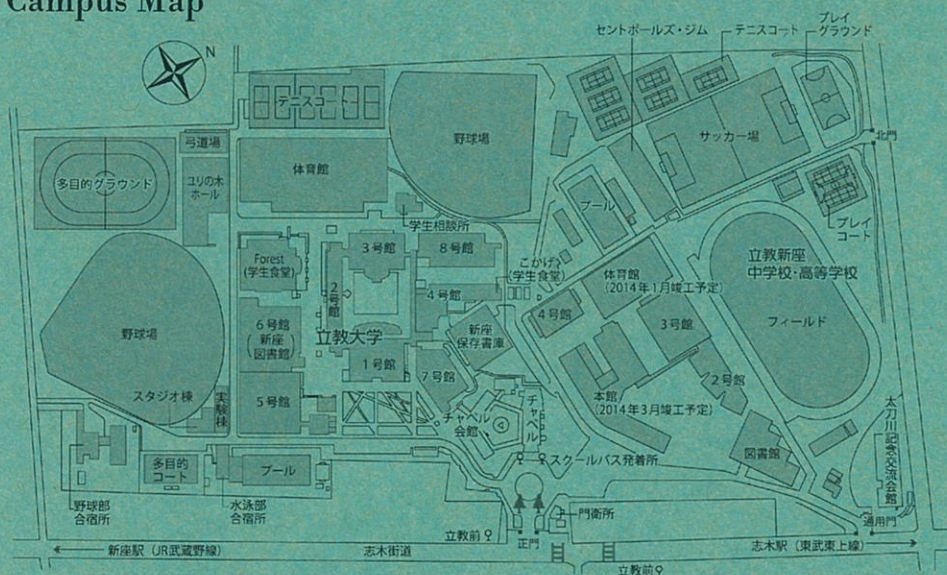 Campus Map
N
セントポールズ・ジム
テニスコート
プレイ
グラウンド
テニスコート
野球場
サッカー場
北門
弓道場
体育館
多目的グラウンド
ユリの木
ホール
プール
プレイ
コート
学生相談所
Forest
(学生食堂)
3号館
8号館
こかげ
(学生食堂)
体育館
(2014年1月竣工予定)
立教新座
中学校・高等学校
2号館
4号館
4号館
3号館
フィールド
野球場
6号館
新座
図書館
立教大学
新座
保存書庫
1号館
7号館
2号館
スタジオ棟
実験棟
5号館
チャペル
会館
チャペル
本館
(2014年3月竣工予定)
図書館
太刀川記念交流会館
多目的
コート
プール
スクールバス発着所
野球部
合宿所
水泳部
合宿所
門衛所
通用門
立教前
正門
新座駅(JR武蔵野線)
志木街道
志木駅(東武東上線)
立教前